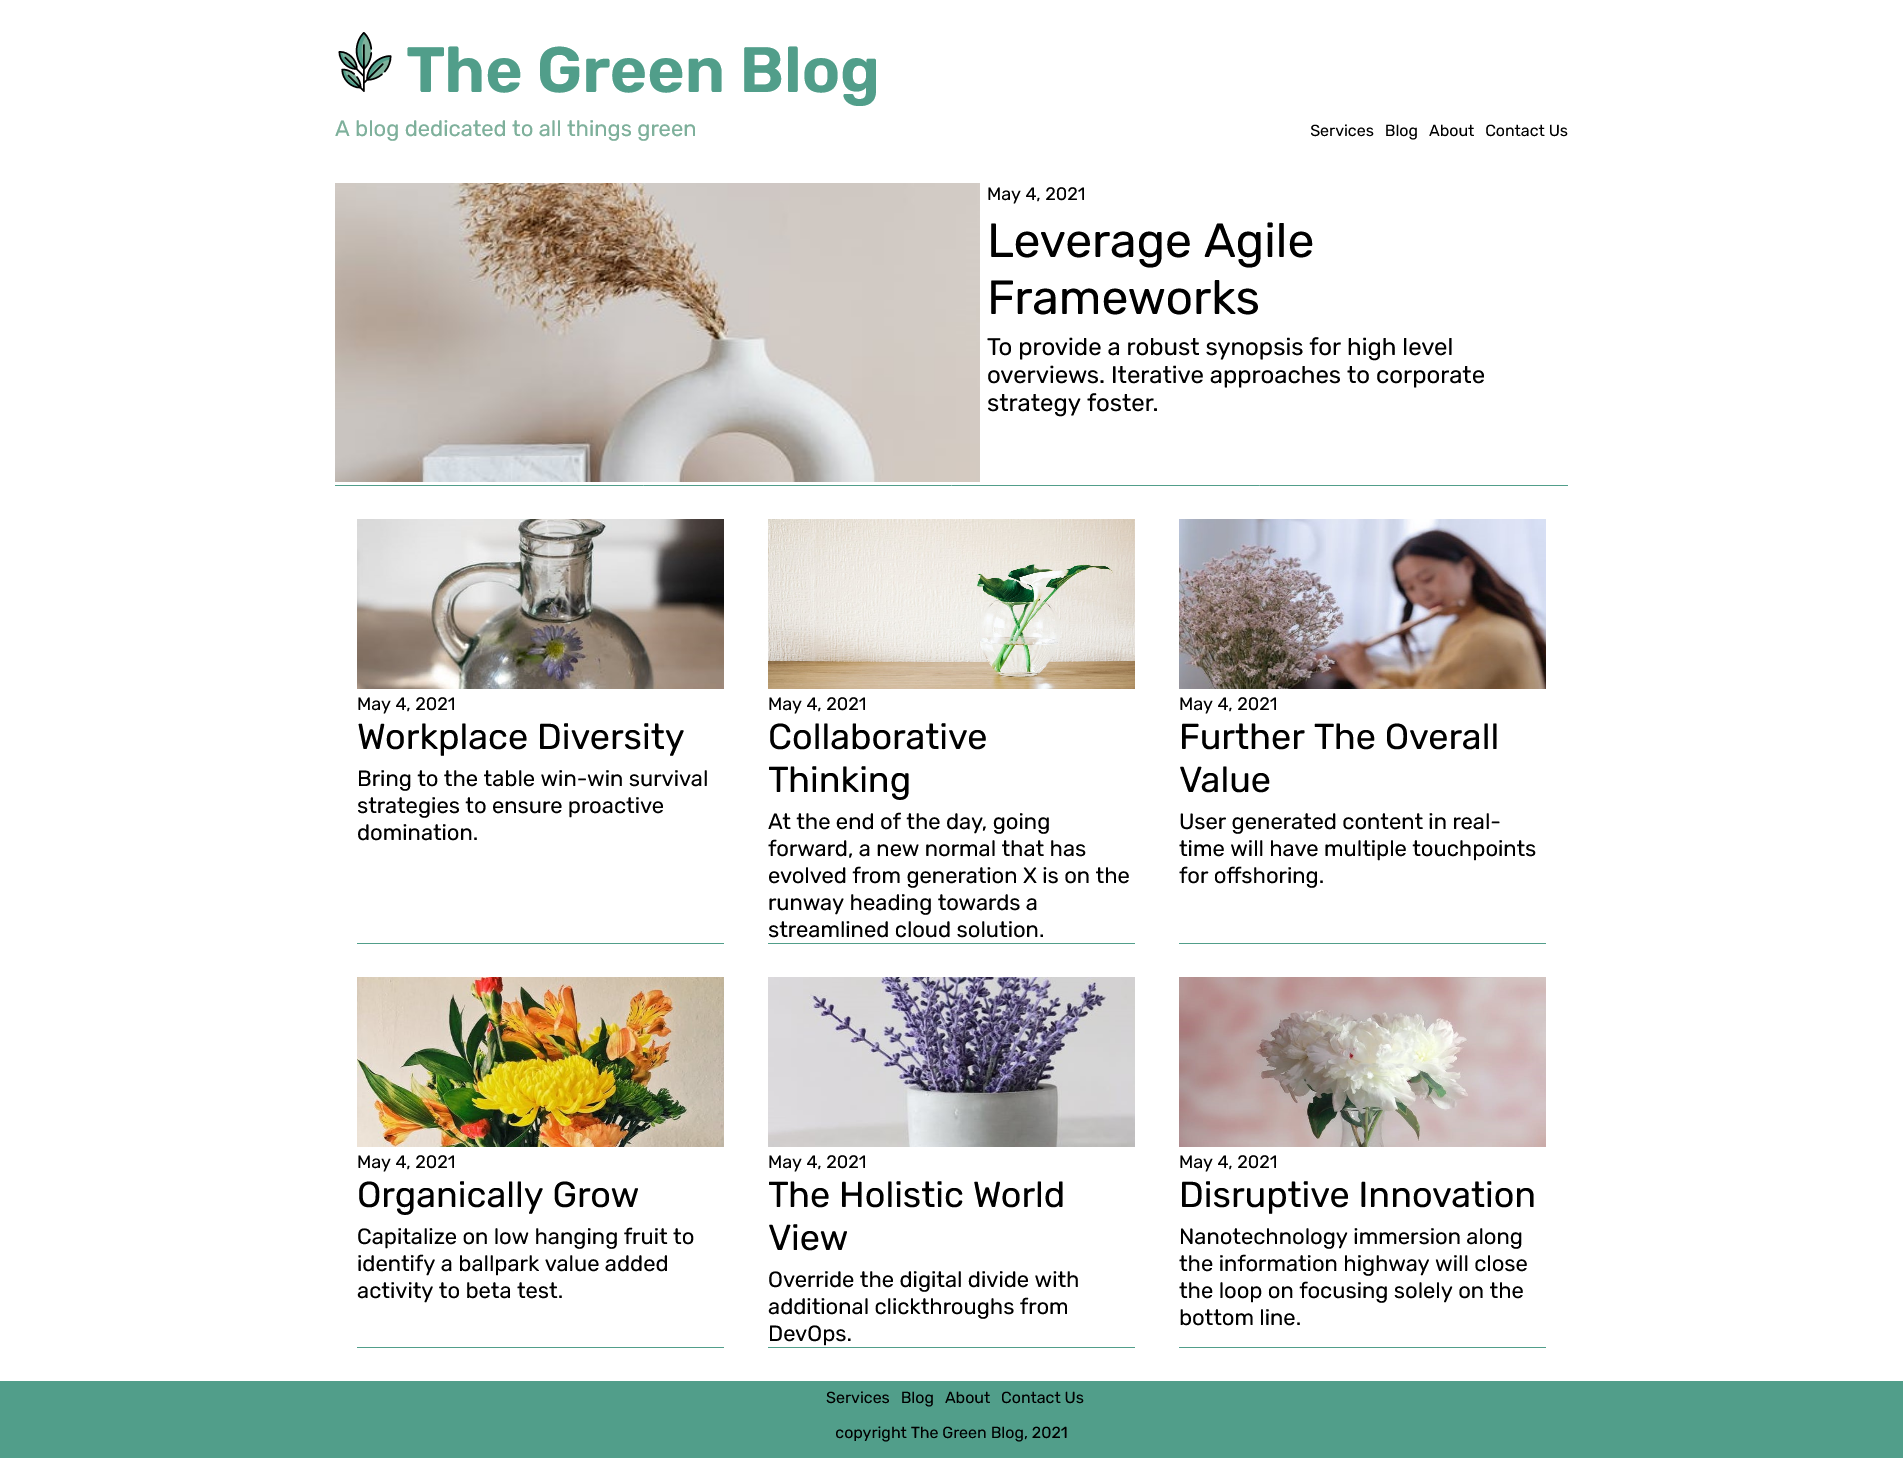 The Green Blog
A blog dedicated to all things green
Services Blog About Contact Us
May 4, 2021
Leverage Agile
Frameworks
To provide a robust synopsis for high level
overviews. Iterative approaches to corporate
strategy foster.
May 4, 2021
Workplace Diversity
Bring to the table win-win survival
strategies to ensure proactive
domination.
May 4, 2021
Collaborative
Thinking
At the end of the day, going
forward, a new normal that has
evolved from generation X is on the
runway heading towards a
streamlined cloud solution.
May 4, 2021
Further The Overall
Value
User generated content in real-
time will have multiple touchpoints
for offshoring.
May 4, 2021
Organically Grow
Capitalize on low hanging fruit to
identify a ballpark value added
activity to beta test.
May 4, 2021
The Holistic World
View
Override the digital divide with
additional clickthroughs from
DevOps.
May 4, 2021
Disruptive Innovation
Nanotechnology immersion along
the information highway will close
the loop on focusing solely on the
bottom line.
Services Blog About Contact Us
copyright The Green Blog, 2021